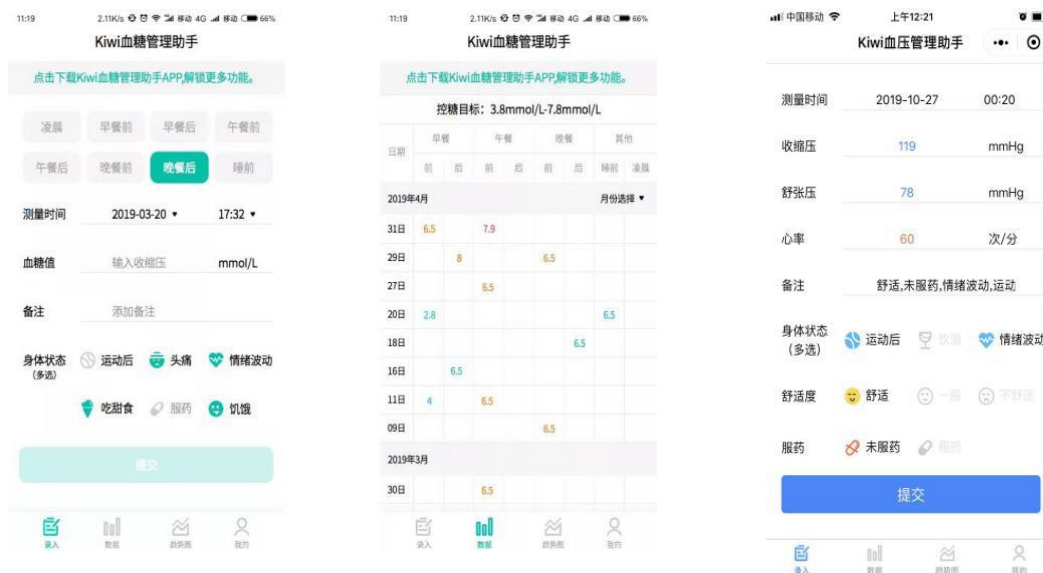 11:19 2.11K/s 移动 4G 移动 66%
Kiwi血糖管理助手
点击下载Kiwi血糖管理助手APP,解锁更多功能。
凌晨 早餐前 早餐后 午餐前
午餐后 晚餐前 晚餐后 睡前
测量时间 2019-03-20 ▾ 17:32 ▾
血糖值 输入收缩压 mmol/L
备注 添加备注
身体状态 运动后 头痛 情绪波动
(多选)
吃甜食 服药 饥饿
提交
录入 数据 趋势图 我的
11:19 2.11K/s 移动 4G 移动 66%
Kiwi血糖管理助手
点击下载Kiwi血糖管理助手APP,解锁更多功能。
控糖目标：3.8mmol/L-7.8mmol/L
日期 早餐 午餐 晚餐 其他
前 后 前 后 前 后 睡前 凌晨
2019年4月 月份选择 ▾
31日 6.5 7.9
29日 8 6.5
27日 6.5
20日 2.8 6.5
18日 6.5
16日 6.5
11日 4 6.5
09日 6.5
2019年3月
30日 6.5
录入 数据 趋势图 我的
中国移动 上午12:21
Kiwi血压管理助手
测量时间 2019-10-27 00:20
收缩压 119 mmHg
舒张压 78 mmHg
心率 60 次/分
备注 舒适,未服药,情绪波动,运动
身体状态 运动后 饮酒 情绪波动
(多选)
舒适度 舒适 一般 不舒适
服药 未服药 服药
提交
录入 数据 趋势图 我的